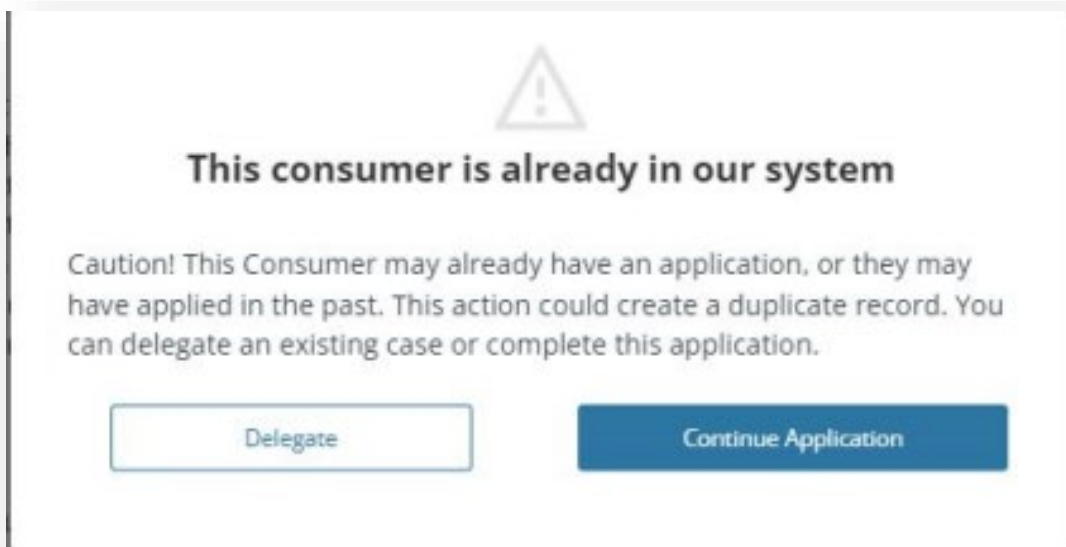 This consumer is already in our system
Caution! This Consumer may already have an application, or they may
have applied in the past. This action could create a duplicate record. You
can delegate an existing case or complete this application.
Delegate
Continue Application